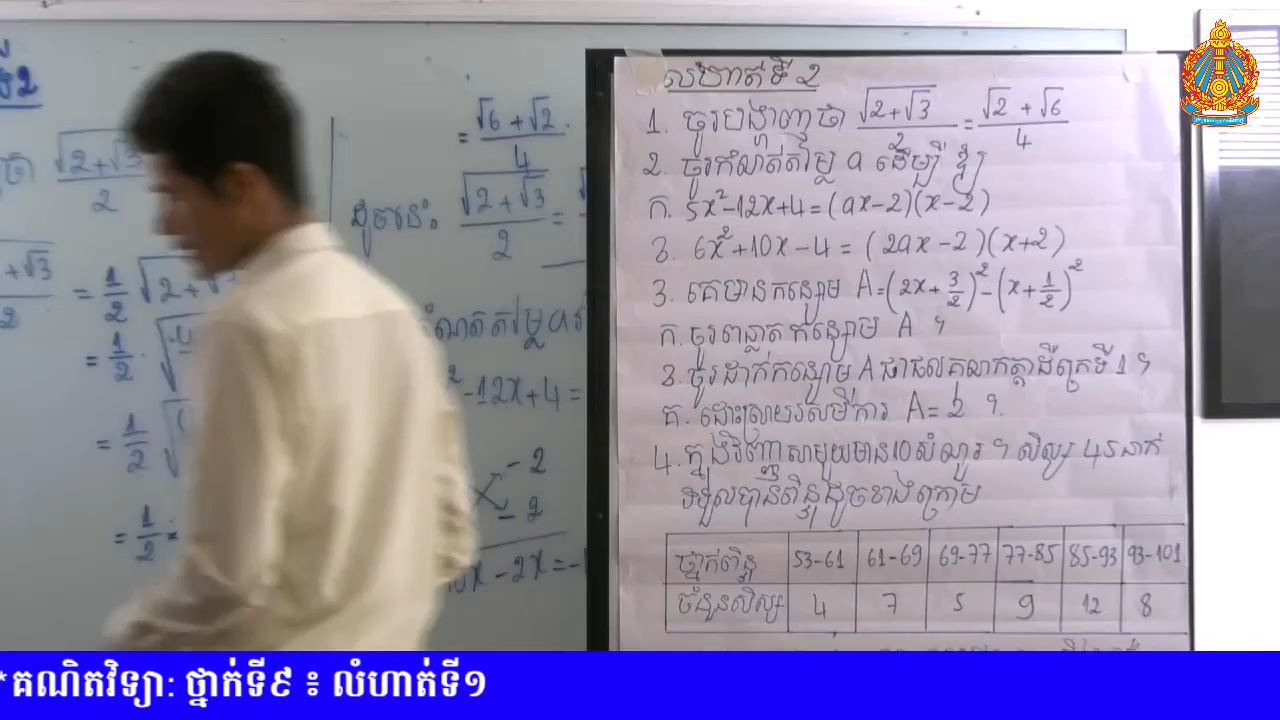 លំហាត់ទី 2
1. ចូរបង្ហាញថា √(2+√3)/2 = (√2 + √6)/4
2. ចូរកំណត់តម្លៃ a ដើម្បីឱ្យ
ក. 5x²-12x+4=(ax-2)(x-2)
ខ. 6x²+10x-4 = (2ax-2)(x+2)
3. គេមានកន្សោម A=(2x+3/2)²-(x+1/2)²
ក. ចូរពន្លាតកន្សោម A ។
ខ. ចូរដាក់កន្សោម A ជាផលគុណកត្តាដឺក្រេទី 1 ។
គ. ដោះស្រាយសមីការ A= 2 ។
4. ក្នុងវិញ្ញាសាមួយមាន10សំណួរ ។ សិស្ស 45 នាក់
ទទួលបានពិន្ទុដូចខាងក្រោម
ថ្នាក់ពិន្ទុ 53-61 61-69 69-77 77-85 85-93 93-101
ចំនួនសិស្ស 4 7 5 9 12 8
= (√6+√2)/4
ដូចនេះ √(2+√3)/2 =
√(2+√3)/2
= 1/2 √(2+
= 1/2 .
= 1/2
= 1/2
-12x+4 =
- 2
- 2
- 2x = -
*គណិតវិទ្យា: ថ្នាក់ទី៩ ៖ លំហាត់ទី១